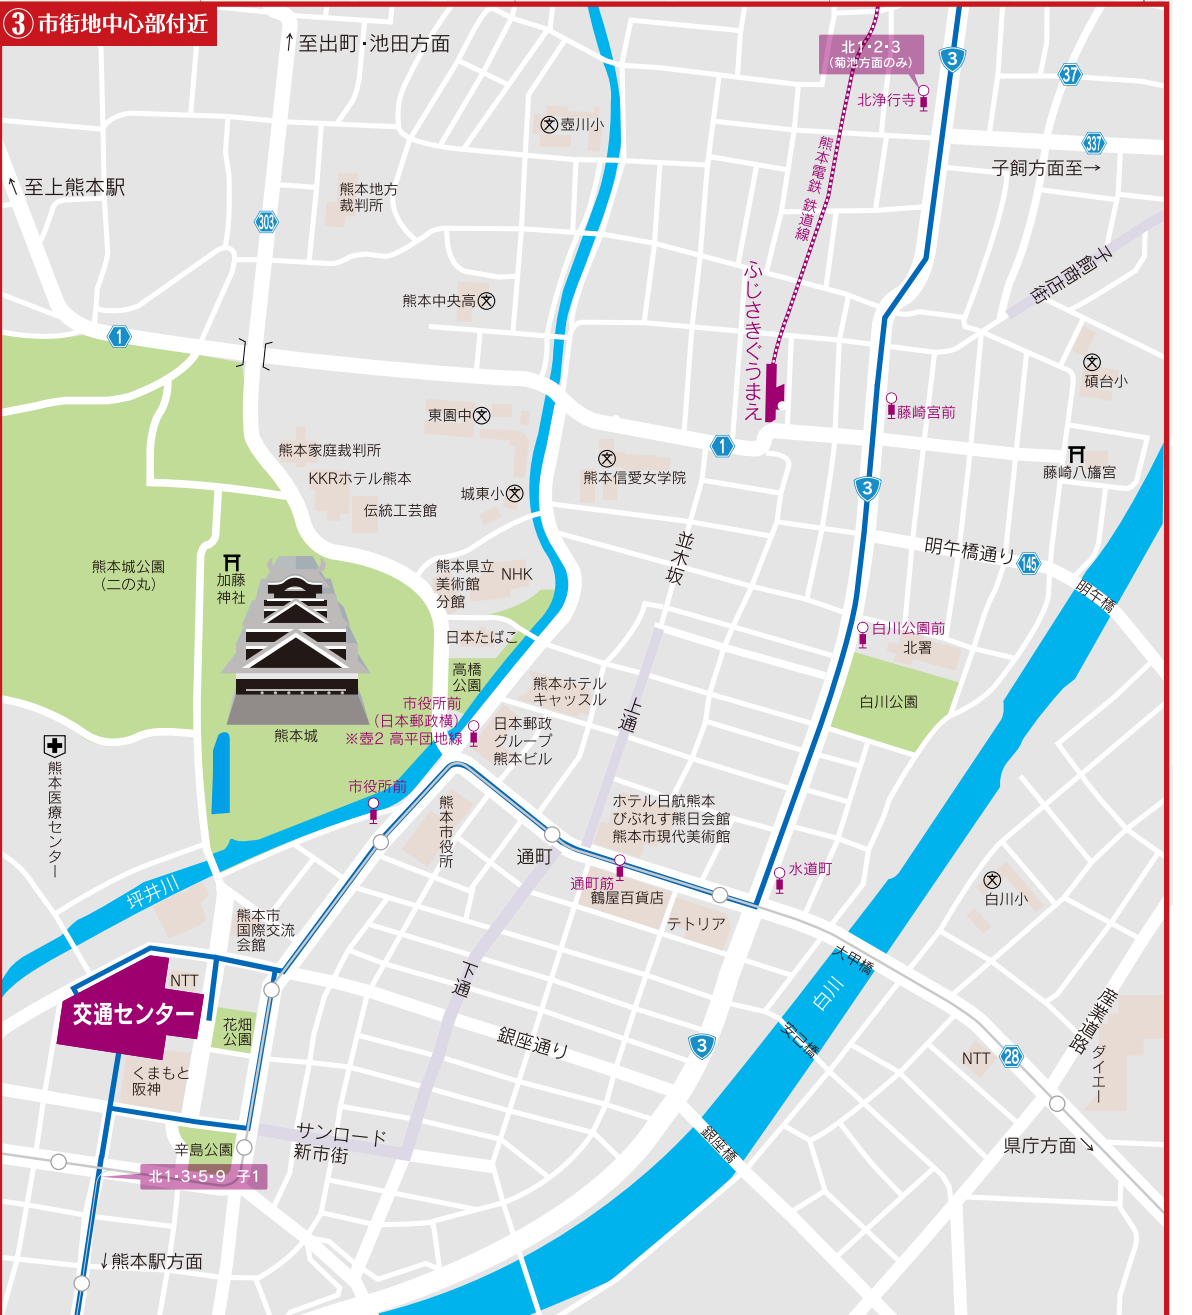 ③ 市街地中心部付近
↑至出町・池田方面
北1・2・3
（菊池方面のみ）
3
37
北浄行寺
壺川小
337
熊本電鉄 鉄道線
子飼方面至→
↖至上熊本駅
熊本地方
裁判所
303
子飼商店街
ふじさきぐうまえ
熊本中央高
1
碩台小
藤崎宮前
東園中
1
熊本家庭裁判所
KKRホテル熊本
熊本信愛女学院
藤崎八旛宮
城東小
3
伝統工芸館
並木坂
明午橋通り
145
熊本城公園
（二の丸）
加藤
神社
熊本県立
美術館
分館
NHK
明午橋
日本たばこ
白川公園前
北署
高橋
公園
熊本ホテル
キャッスル
白川公園
市役所前
（日本郵政横）
※壺2 高平団地線
上通
日本郵政
グループ
熊本ビル
熊本城
熊本医療センター
市役所前
熊本市役所
ホテル日航熊本
びぷれす熊日会館
熊本市現代美術館
通町
水道町
通町筋
鶴屋百貨店
白川小
坪井川
テトリア
熊本市
国際交流
会館
大甲橋
下通
NTT
白川
産業道路
交通センター
花畑
公園
銀座通り
3
安己橋
NTT
28
ダイエー
くまもと
阪神
サンロード
新市街
銀座橋
県庁方面↘
辛島公園
北1・3・5・9 子1
↓熊本駅方面